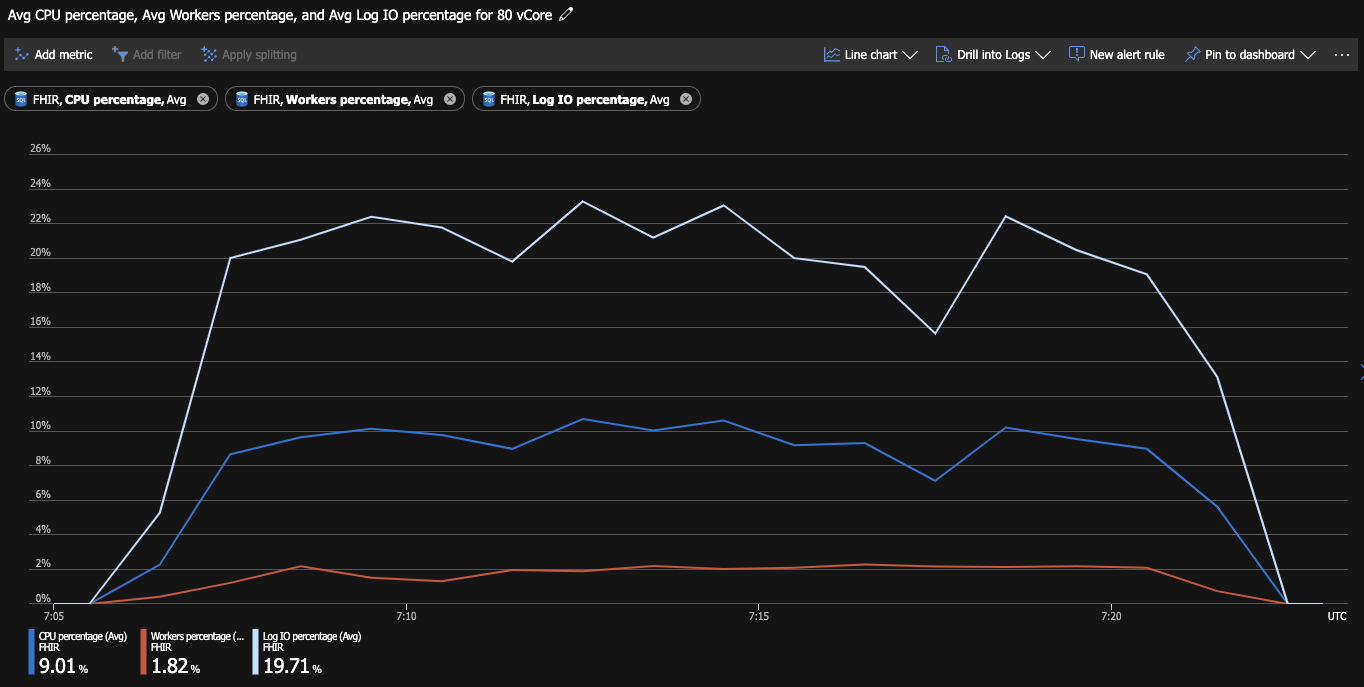 Avg CPU percentage, Avg Workers percentage, and Avg Log IO percentage for 80 vCore
Add metric Add filter Apply splitting Line chart Drill into Logs New alert rule Pin to dashboard ...
FHIR, CPU percentage, Avg FHIR, Workers percentage, Avg FHIR, Log IO percentage, Avg
26%
24%
22%
20%
18%
16%
14%
12%
10%
8%
6%
4%
2%
0%
7:05 7:10 7:15 7:20 UTC
CPU percentage (Avg) Workers percentage (... Log IO percentage (Avg)
FHIR FHIR FHIR
9.01 % 1.82 % 19.71 %